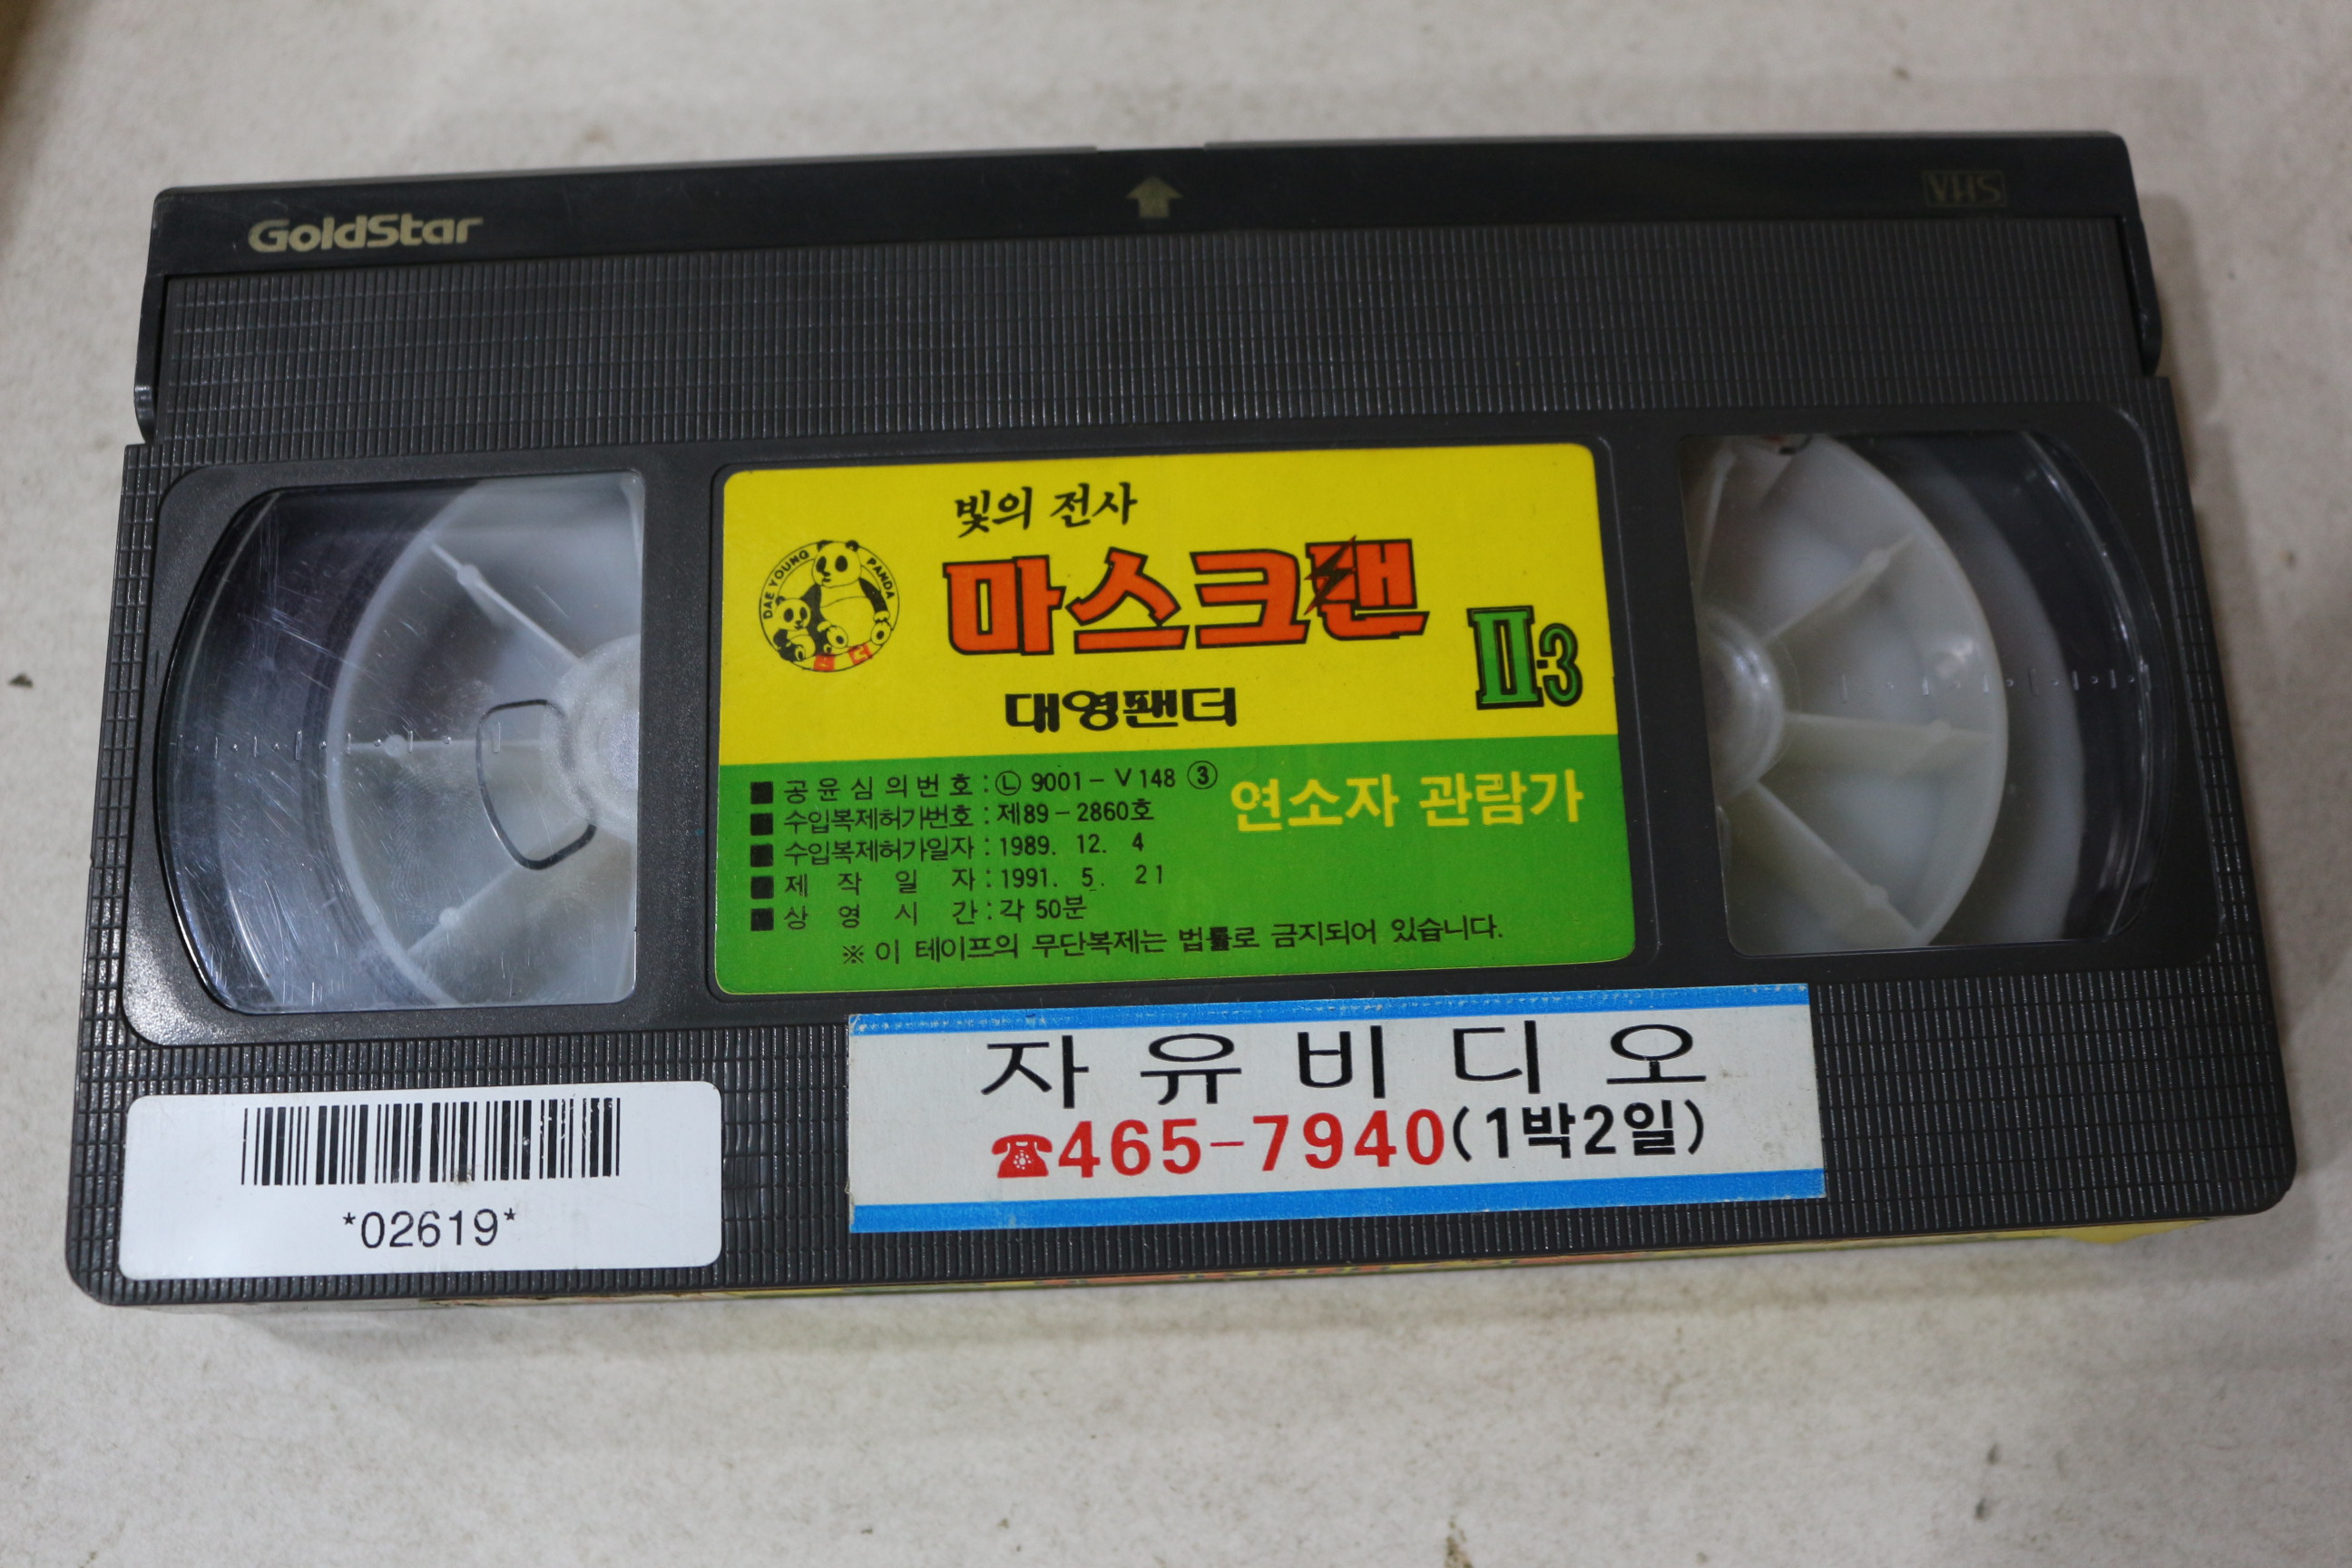 GoldStar
VHS
빛의 전사
마스크맨
II-3
DAE YOUNG PANDA
팬더
대영팬더
■ 공윤심의번호 : Ⓛ 9001-V148 ③
■ 수입복제허가번호 : 제89-2860호
■ 수입복제허가일자 : 1989. 12. 4
■ 제작일자 : 1991. 5. 21
■ 상영시간 : 각 50분
연소자 관람가
※ 이 테이프의 무단복제는 법률로 금지되어 있습니다.
자유비디오
☎465-7940(1박2일)
*02619*